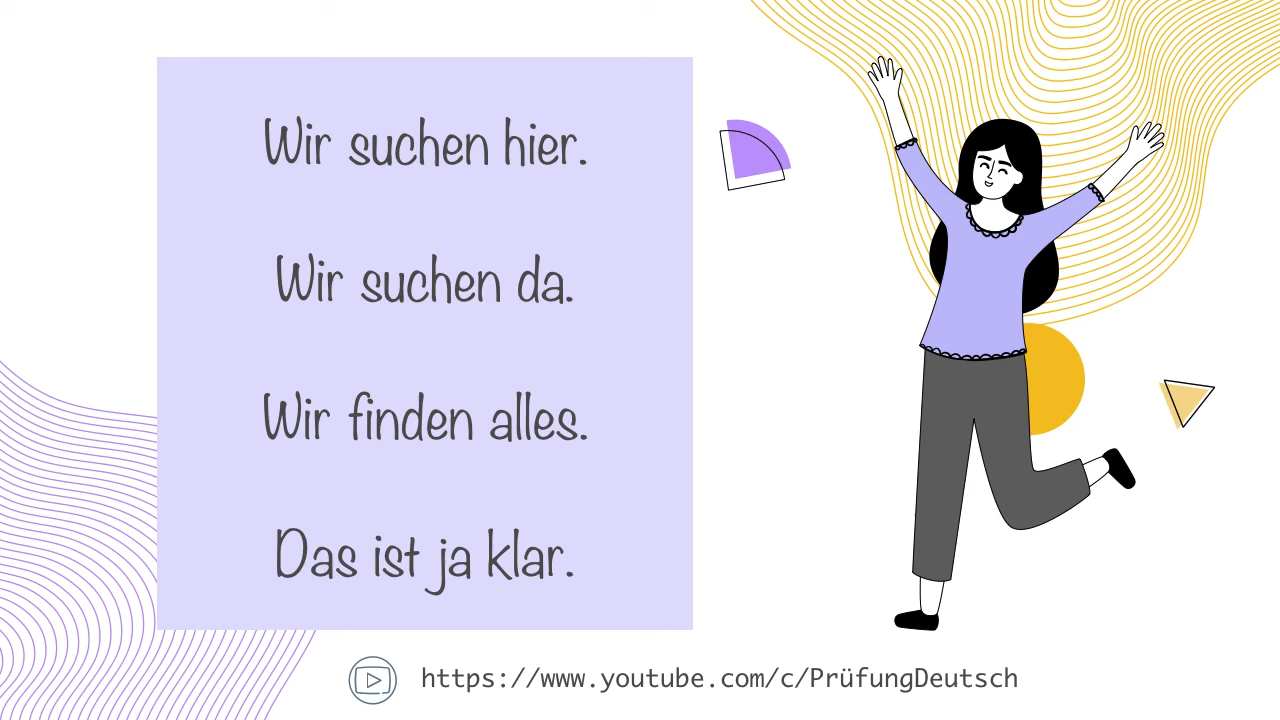 Wir suchen hier.
Wir suchen da.
Wir finden alles.
Das ist ja klar.
https://www.youtube.com/c/PrüfungDeutsch